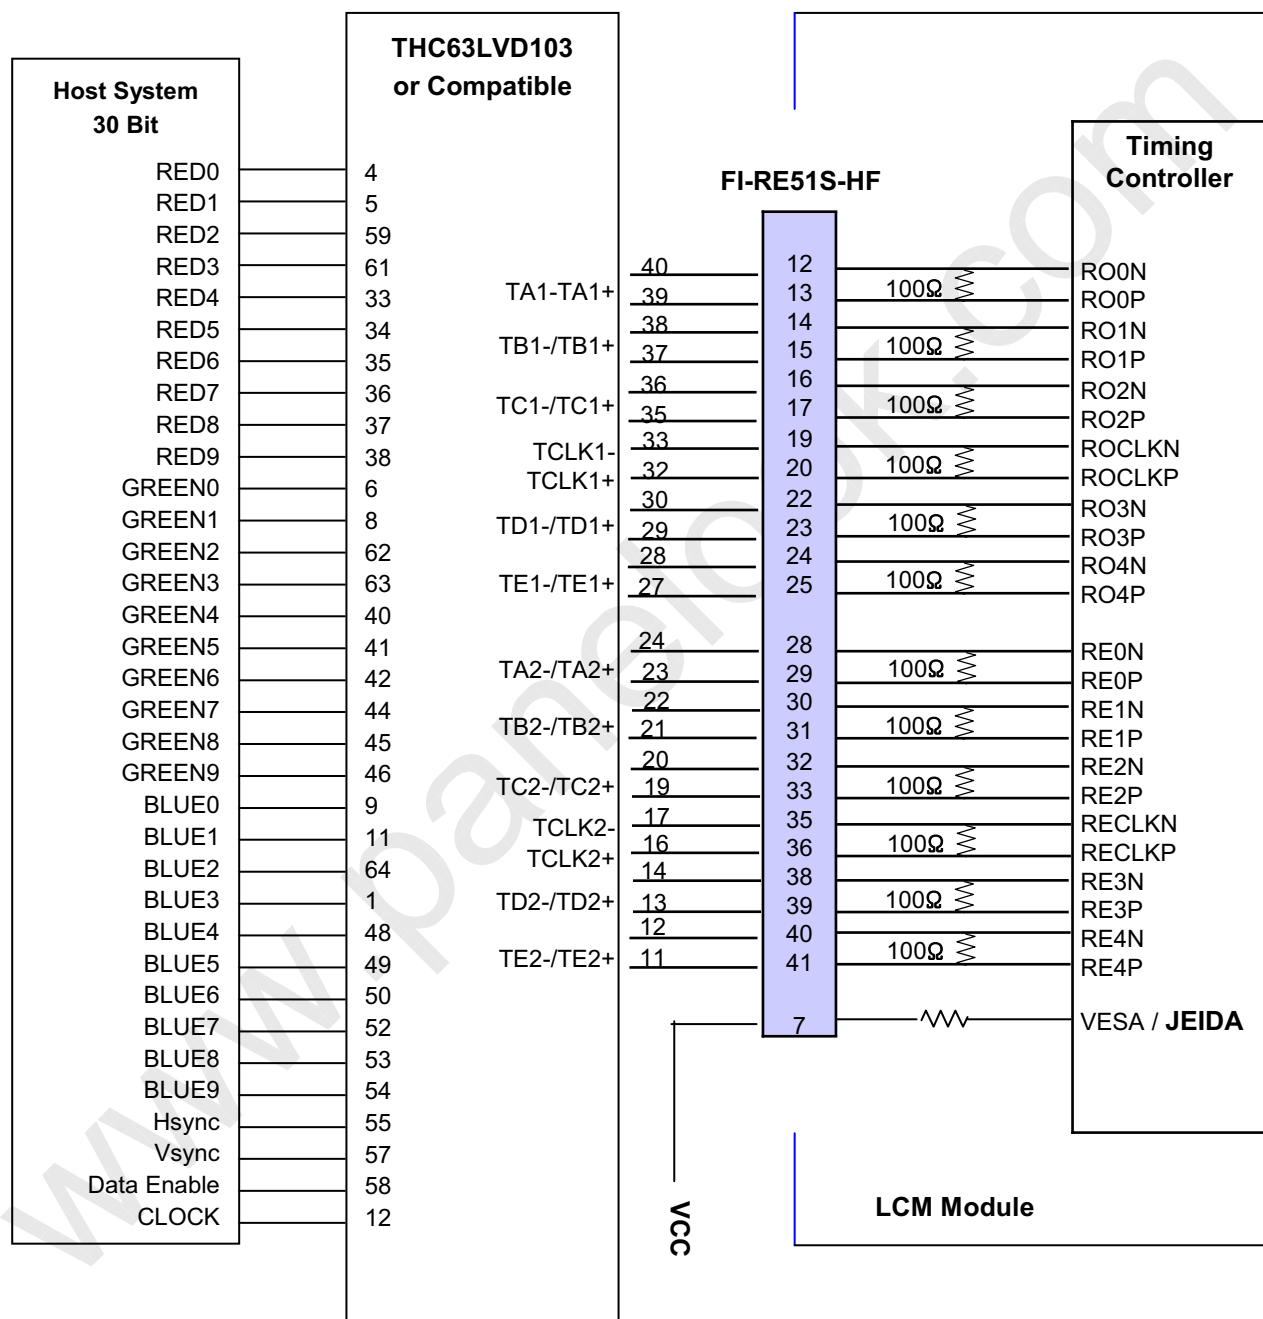 THC63LVD103
or Compatible
Host System
30 Bit
RED0 4
RED1 5
RED2 59
RED3 61
RED4 33
RED5 34
RED6 35
RED7 36
RED8 37
RED9 38
GREEN0 6
GREEN1 8
GREEN2 62
GREEN3 63
GREEN4 40
GREEN5 41
GREEN6 42
GREEN7 44
GREEN8 45
GREEN9 46
BLUE0 9
BLUE1 11
BLUE2 64
BLUE3 1
BLUE4 48
BLUE5 49
BLUE6 50
BLUE7 52
BLUE8 53
BLUE9 54
Hsync 55
Vsync 57
Data Enable 58
CLOCK 12
TA1-TA1+
TB1-/TB1+
TC1-/TC1+
TCLK1-
TCLK1+
TD1-/TD1+
TE1-/TE1+
TA2-/TA2+
TB2-/TB2+
TC2-/TC2+
TCLK2-
TCLK2+
TD2-/TD2+
TE2-/TE2+
40
39
38
37
36
35
33
32
30
29
28
27
24
23
22
21
20
19
17
16
14
13
12
11
VCC
FI-RE51S-HF
12
13
14
15
16
17
19
20
22
23
24
25
28
29
30
31
32
33
35
36
38
39
40
41
7
100Ω
100Ω
100Ω
100Ω
100Ω
100Ω
100Ω
100Ω
100Ω
100Ω
100Ω
100Ω
Timing
Controller
RO0N
RO0P
RO1N
RO1P
RO2N
RO2P
ROCLKN
ROCLKP
RO3N
RO3P
RO4N
RO4P
RE0N
RE0P
RE1N
RE1P
RE2N
RE2P
RECLKN
RECLKP
RE3N
RE3P
RE4N
RE4P
VESA / JEIDA
LCM Module
www.panelook.com